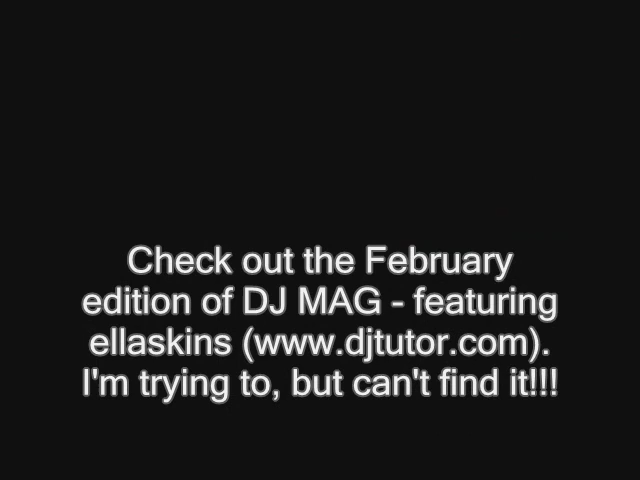 Check out the February
edition of DJ MAG - featuring
ellaskins (www.djtutor.com).
I'm trying to, but can't find it!!!